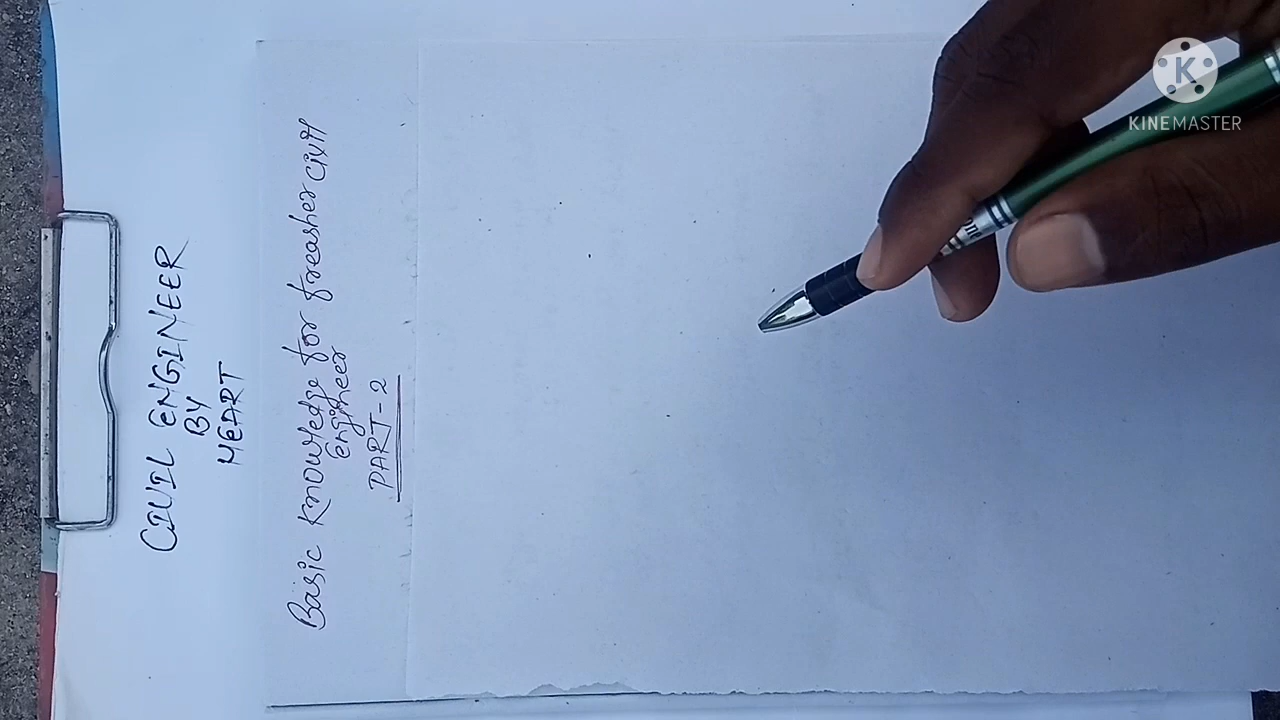 CIVIL ENGINEER
BY
HEART
Basic Knowledge for freasher Civil
engineer
PART-2
KINEMASTER